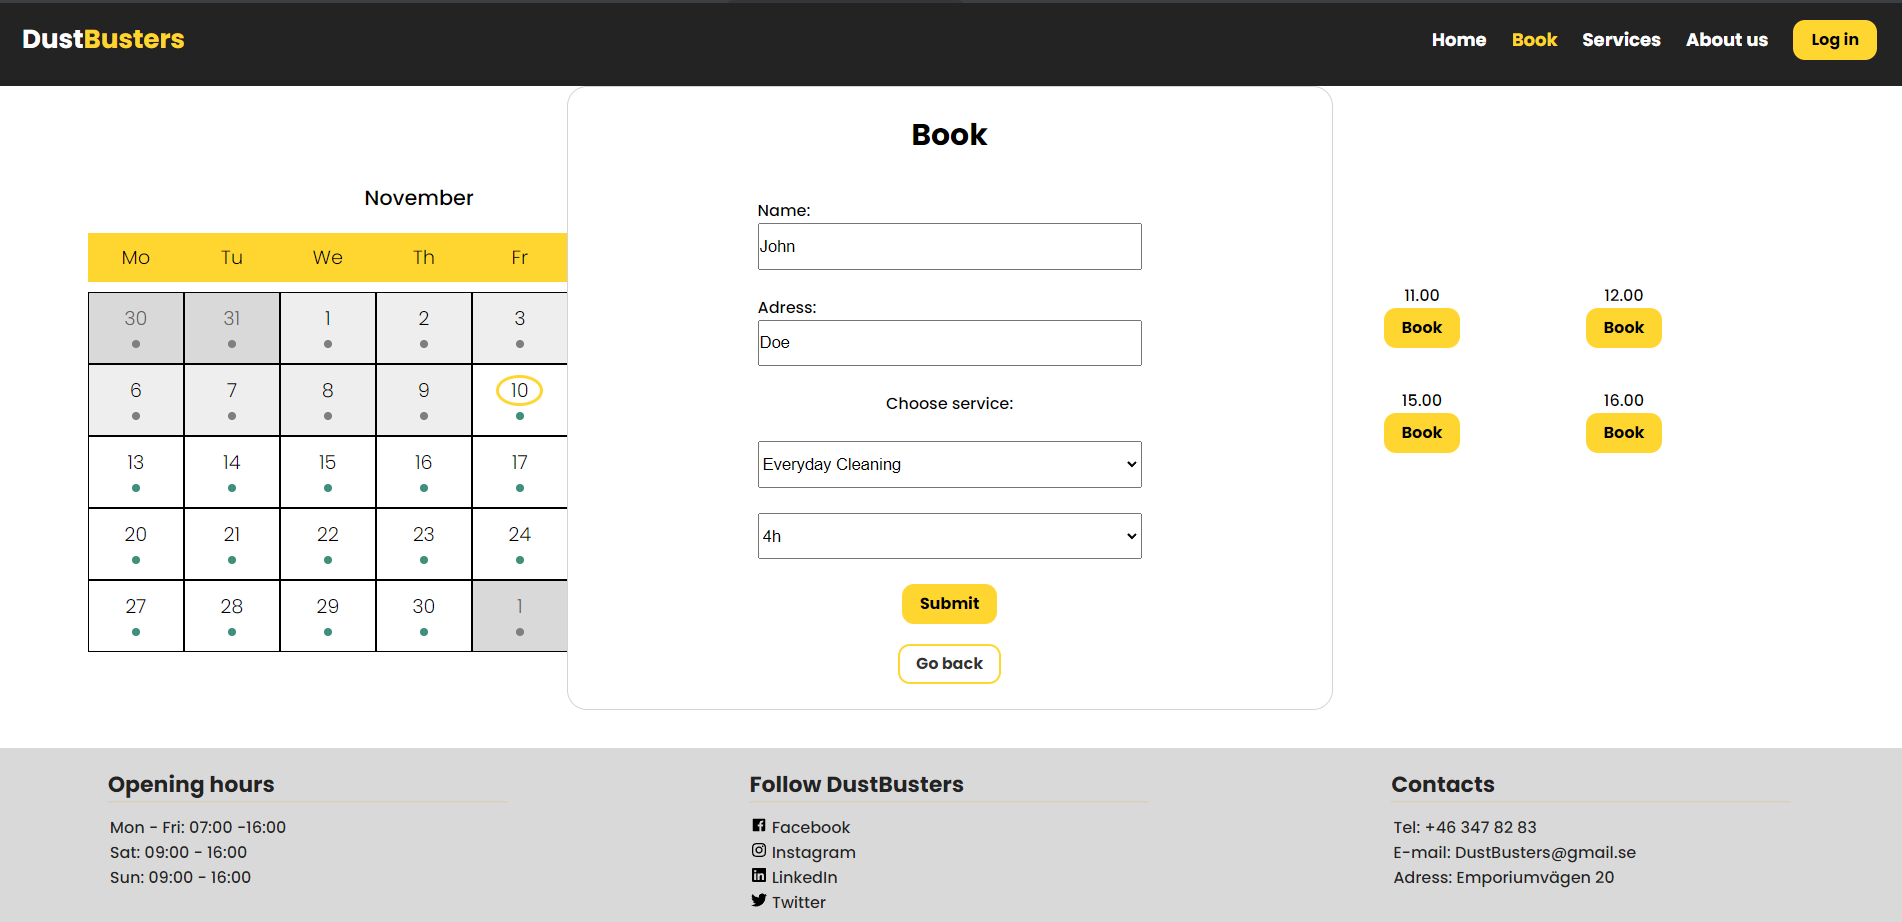 DustBusters
Home Book Services About us Log in
Book
November
Mo Tu We Th Fr
30 31 1 2 3
6 7 8 9 10
13 14 15 16 17
20 21 22 23 24
27 28 29 30 1
Name:
John
Adress:
Doe
Choose service:
Everyday Cleaning
4h
Submit
Go back
11.00 12.00
Book Book
15.00 16.00
Book Book
Opening hours
Mon - Fri: 07:00 -16:00
Sat: 09:00 - 16:00
Sun: 09:00 - 16:00
Follow DustBusters
Facebook
Instagram
LinkedIn
Twitter
Contacts
Tel: +46 347 82 83
E-mail: DustBusters@gmail.se
Adress: Emporiumvägen 20